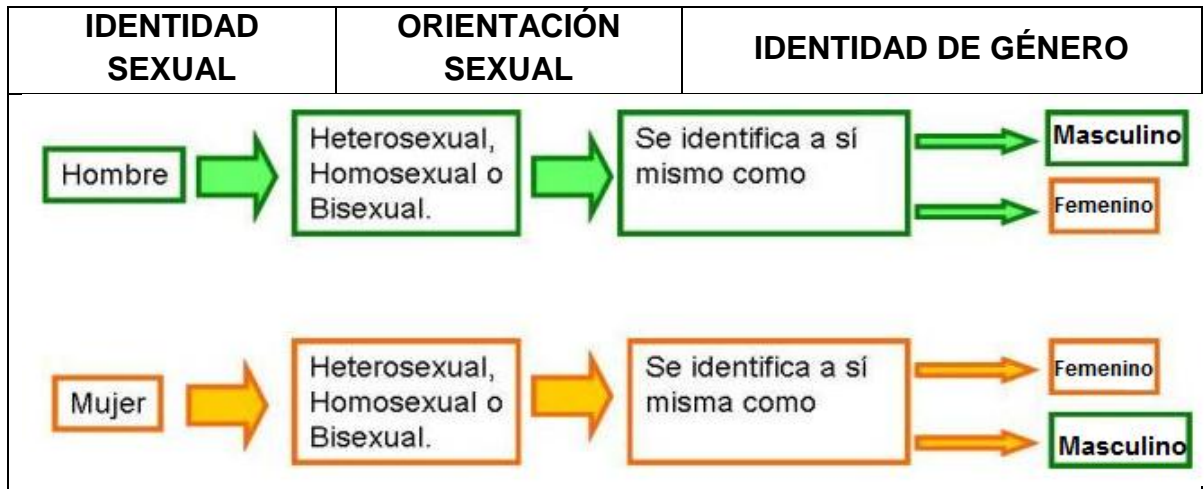 IDENTIDAD
SEXUAL
ORIENTACIÓN
SEXUAL
IDENTIDAD DE GÉNERO
Hombre
Heterosexual,
Homosexual o
Bisexual.
Se identifica a sí
mismo como
Masculino
Femenino
Mujer
Heterosexual,
Homosexual o
Bisexual.
Se identifica a sí
misma como
Femenino
Masculino